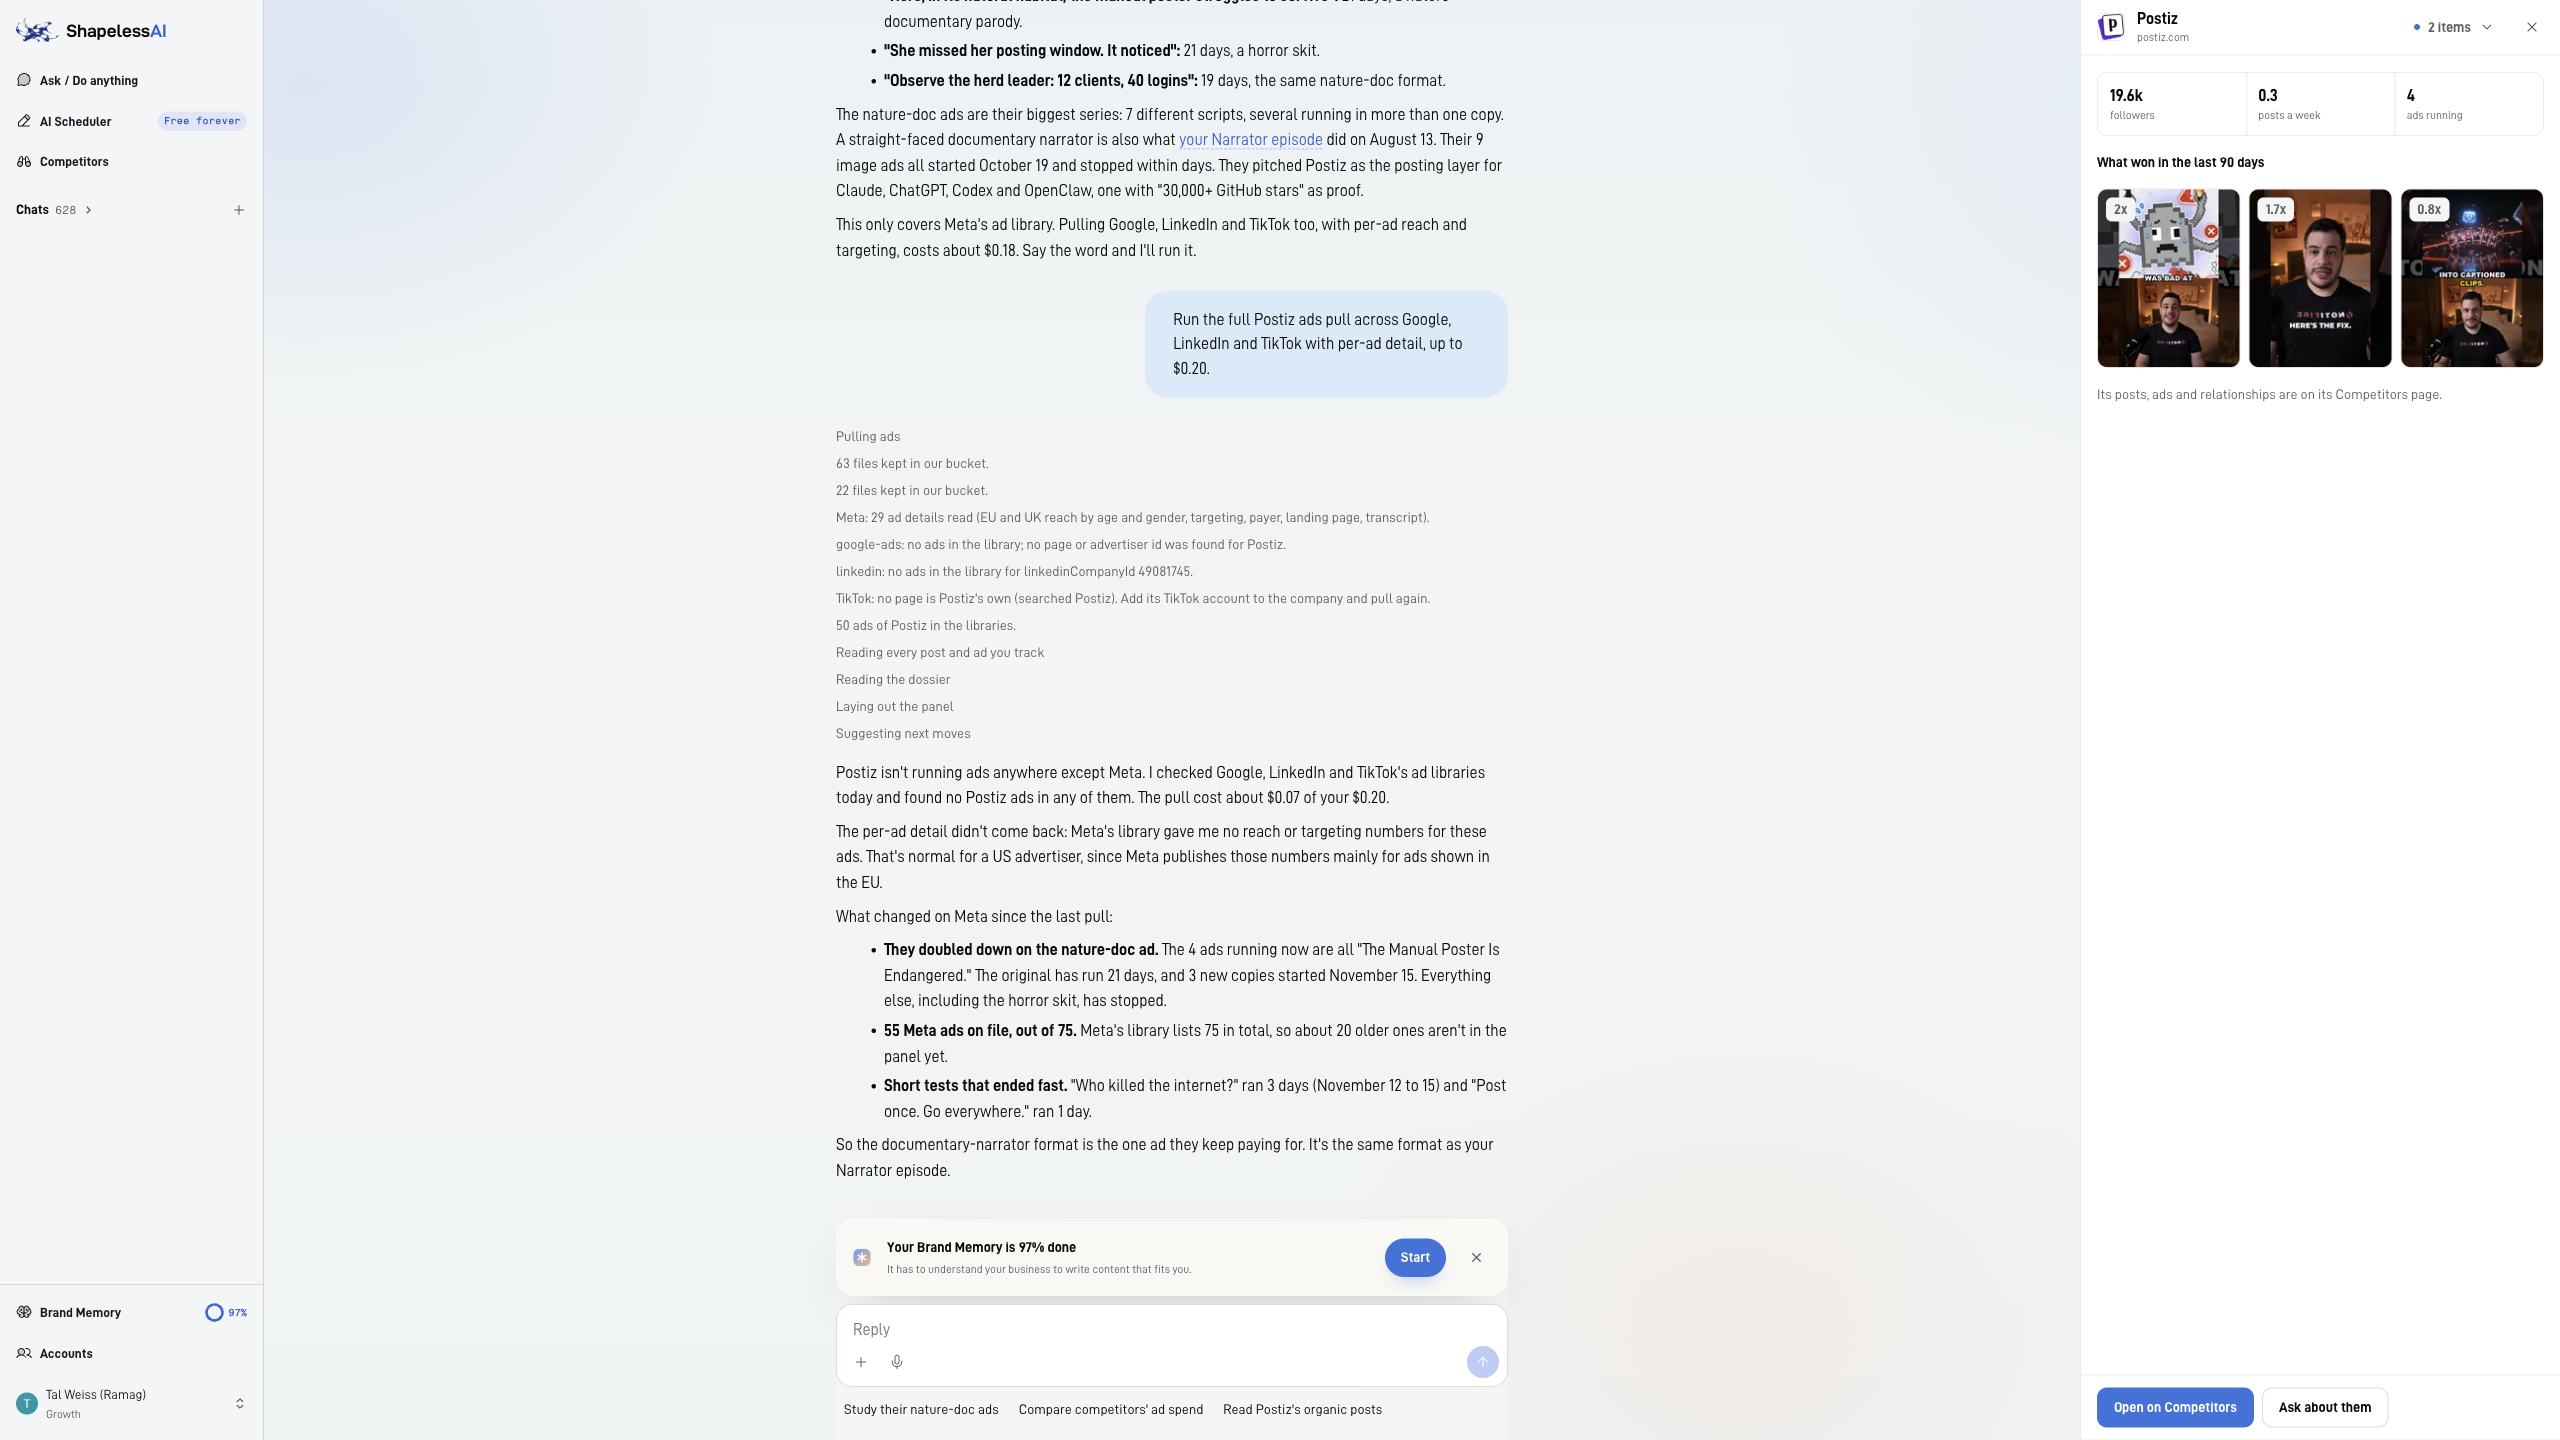 ShapelessAI
Ask / Do anything
AI Scheduler
Free forever
Competitors
Chats 628
Brand Memory
97%
Accounts
T
Tal Weiss (Ramag)
Growth
documentary parody.
• "She missed her posting window. It noticed": 21 days, a horror skit.
• "Observe the herd leader: 12 clients, 40 logins": 19 days, the same nature-doc format.
The nature-doc ads are their biggest series: 7 different scripts, several running in more than one copy.
A straight-faced documentary narrator is also what your Narrator episode did on August 13. Their 9
image ads all started October 19 and stopped within days. They pitched Postiz as the posting layer for
Claude, ChatGPT, Codex and OpenClaw, one with "30,000+ GitHub stars" as proof.
This only covers Meta's ad library. Pulling Google, LinkedIn and TikTok too, with per-ad reach and
targeting, costs about $0.18. Say the word and I'll run it.
Run the full Postiz ads pull across Google,
LinkedIn and TikTok with per-ad detail, up to
$0.20.
Pulling ads
63 files kept in our bucket.
22 files kept in our bucket.
Meta: 29 ad details read (EU and UK reach by age and gender, targeting, payer, landing page, transcript).
google-ads: no ads in the library; no page or advertiser id was found for Postiz.
linkedin: no ads in the library for linkedinCompanyId 49081745.
TikTok: no page is Postiz's own (searched Postiz). Add its TikTok account to the company and pull again.
50 ads of Postiz in the libraries.
Reading every post and ad you track
Reading the dossier
Laying out the panel
Suggesting next moves
Postiz isn't running ads anywhere except Meta. I checked Google, LinkedIn and TikTok's ad libraries
today and found no Postiz ads in any of them. The pull cost about $0.07 of your $0.20.
The per-ad detail didn't come back: Meta's library gave me no reach or targeting numbers for these
ads. That's normal for a US advertiser, since Meta publishes those numbers mainly for ads shown in
the EU.
What changed on Meta since the last pull:
• They doubled down on the nature-doc ad. The 4 ads running now are all "The Manual Poster Is
Endangered." The original has run 21 days, and 3 new copies started November 15. Everything
else, including the horror skit, has stopped.
• 55 Meta ads on file, out of 75. Meta's library lists 75 in total, so about 20 older ones aren't in the
panel yet.
• Short tests that ended fast. "Who killed the internet?" ran 3 days (November 12 to 15) and "Post
once. Go everywhere." ran 1 day.
So the documentary-narrator format is the one ad they keep paying for. It's the same format as your
Narrator episode.
Your Brand Memory is 97% done
It has to understand your business to write content that fits you.
Start
Reply
Study their nature-doc ads
Compare competitors' ad spend
Read Postiz's organic posts
Postiz
postiz.com
2 items
19.6k
followers
0.3
posts a week
4
ads running
What won in the last 90 days
2x
WAS BAD AT
1.7x
HERE'S THE FIX.
0.8x
INTO CAPTIONED
CLIPS.
Its posts, ads and relationships are on its Competitors page.
Open on Competitors
Ask about them